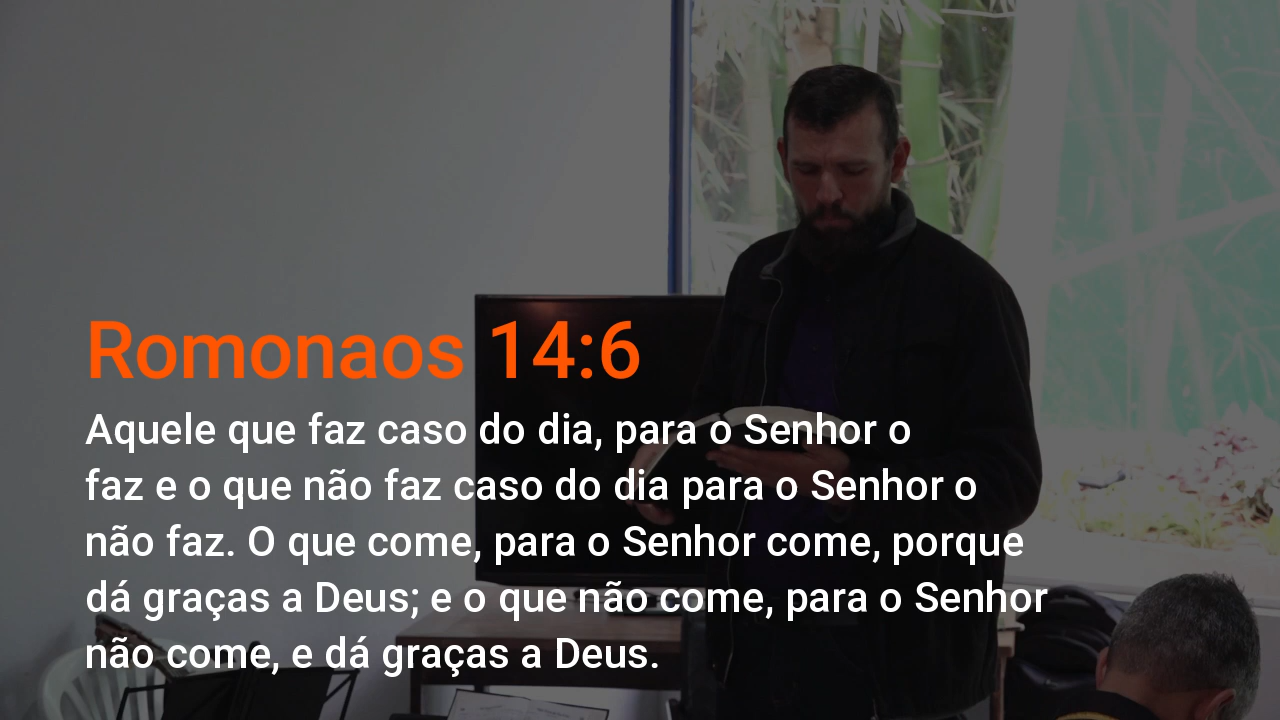 Romonaos 14:6
Aquele que faz caso do dia, para o Senhor o
faz e o que não faz caso do dia para o Senhor o
não faz. O que come, para o Senhor come, porque
dá graças a Deus; e o que não come, para o Senhor
não come, e dá graças a Deus.